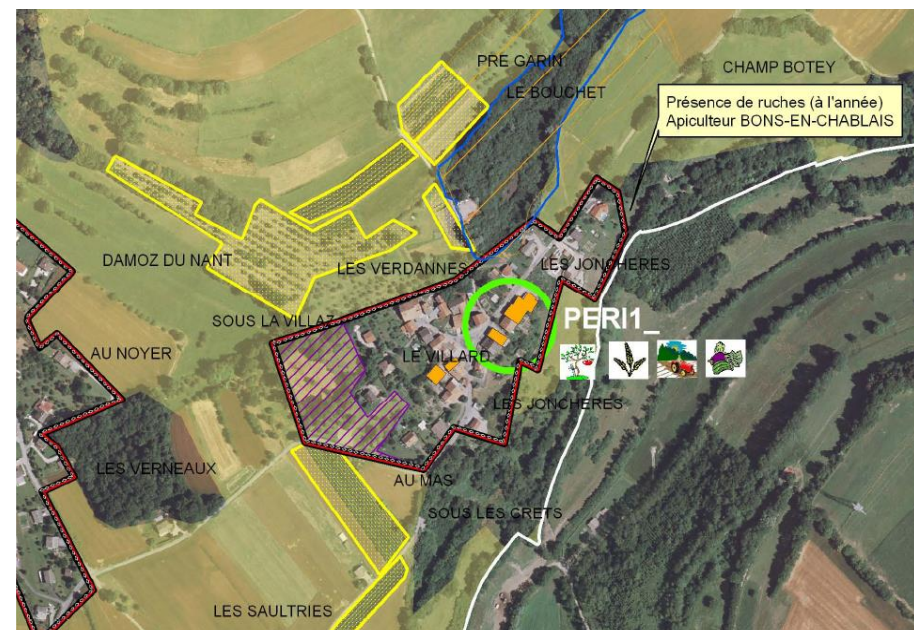 PRE GARIN
LE BOUCHET
CHAMP BOTEY
Présence de ruches (à l'année)
Apiculteur BONS-EN-CHABLAIS
DAMOZ DU NANT
LES VERDANNES
LES JONCHERES
SOUS LA VILLAZ
PERI1_
AU NOYER
LE VILLARD
LES JONCHERES
LES VERNEAUX
AU MAS
SOUS LES CRETS
LES SAULTRIES